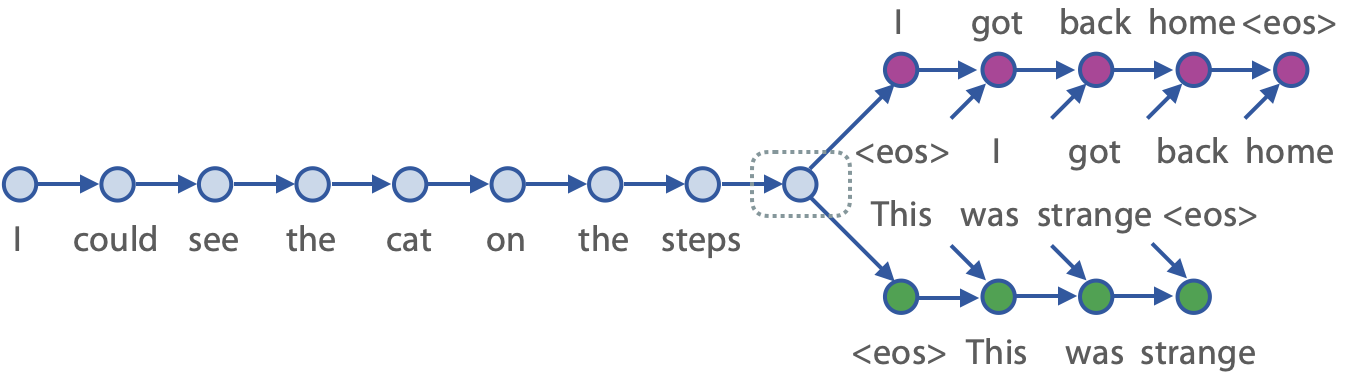 I got back home <eos>
<eos> I got back home
I could see the cat on the steps
This was strange <eos>
<eos> This was strange